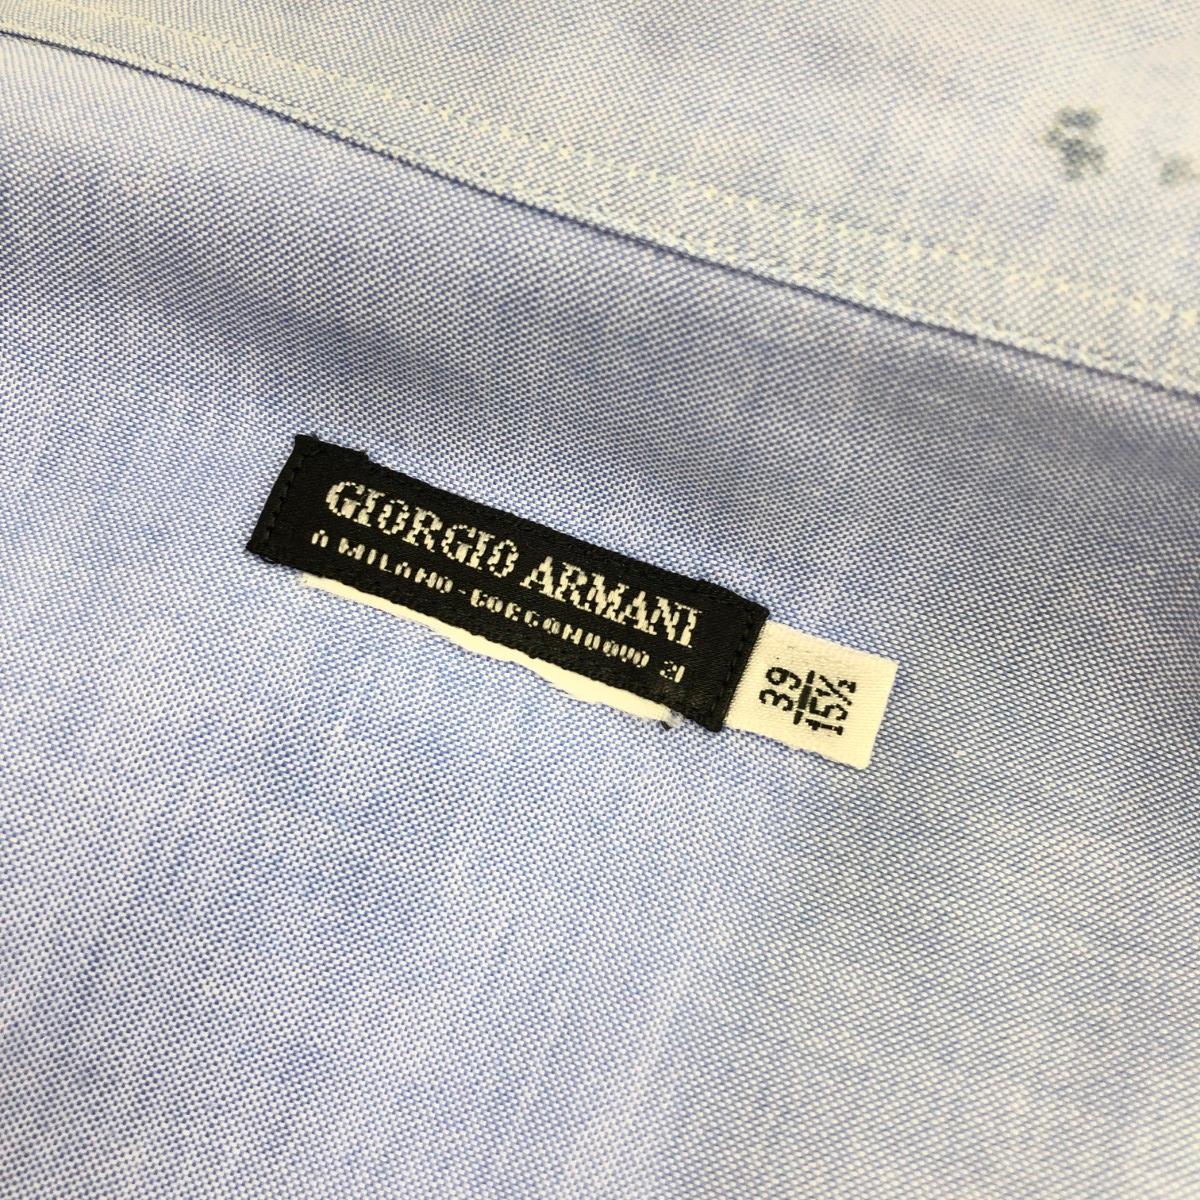 GIORGIO ARMANI
A MILANO - BORGONUOVO 21
39
15½